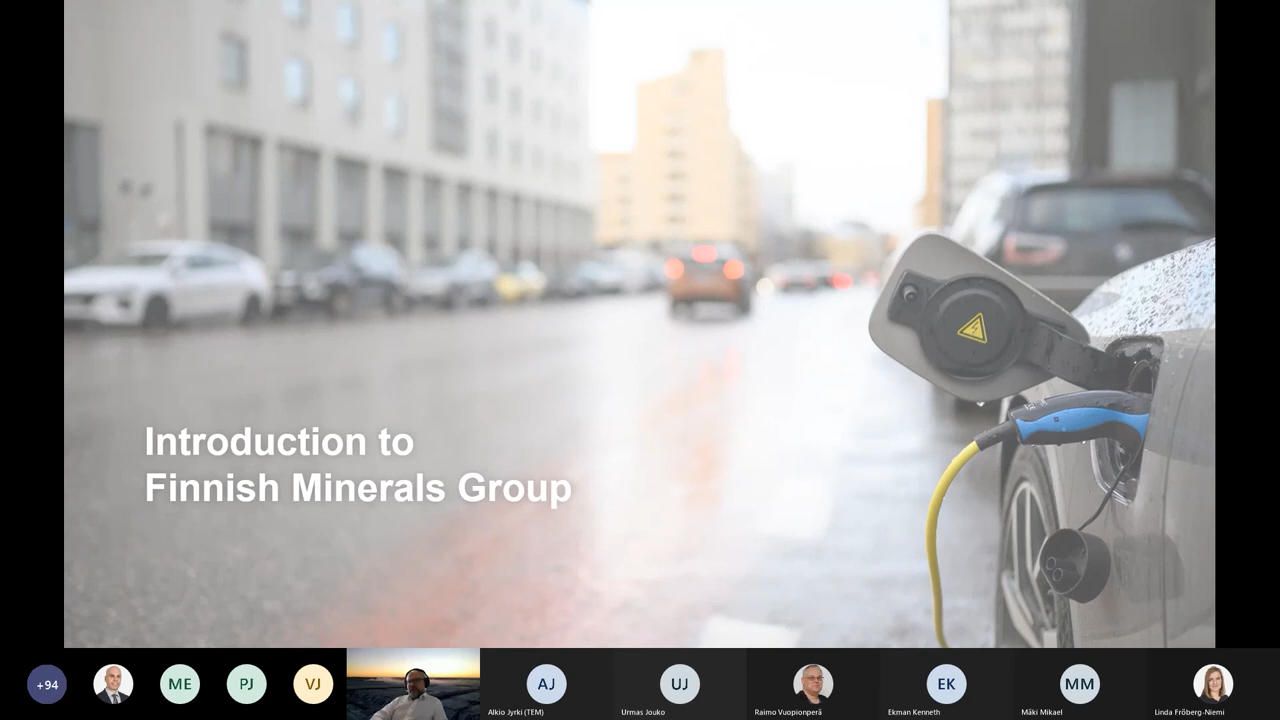 Introduction to
Finnish Minerals Group
+94
ME
PJ
VJ
AJ
Alkio Jyrki (TEM)
UJ
Urmas Jouko
Raimo Vuopionperä
EK
Ekman Kenneth
MM
Mäki Mikael
Linda Fröberg-Niemi